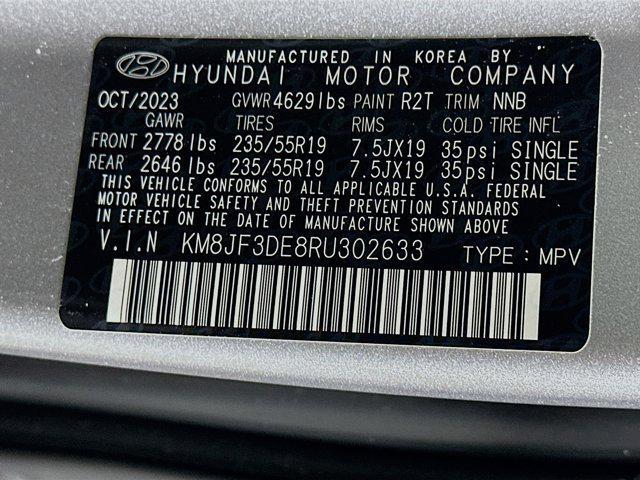 MANUFACTURED IN KOREA BY
HYUNDAI MOTOR COMPANY
OCT/2023 GVWR 4629 lbs PAINT R2T TRIM NNB
GAWR TIRES RIMS COLD TIRE INFL
FRONT 2778 lbs 235/55R19 7.5JX19 35psi SINGLE
REAR 2646 lbs 235/55R19 7.5JX19 35psi SINGLE
THIS VEHICLE CONFORMS TO ALL APPLICABLE U.S.A. FEDERAL
MOTOR VEHICLE SAFETY AND THEFT PREVENTION STANDARDS
IN EFFECT ON THE DATE OF MANUFACTURE SHOWN ABOVE
V.I.N KM8JF3DE8RU302633 TYPE : MPV